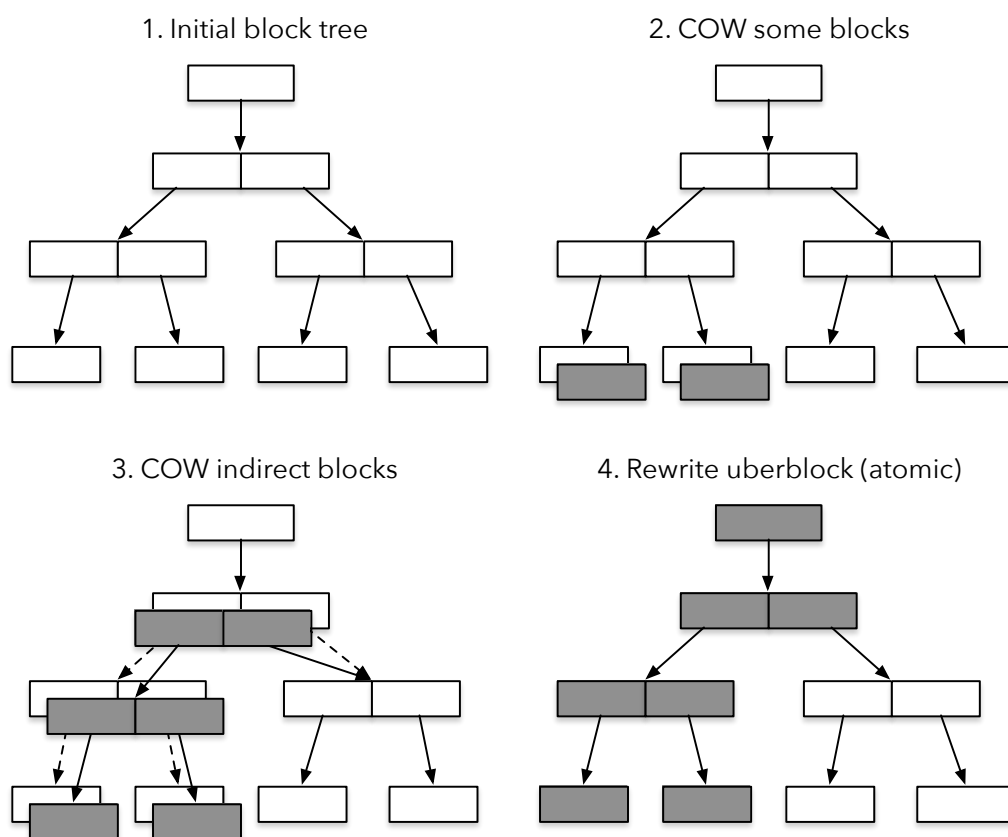 1. Initial block tree
2. COW some blocks
3. COW indirect blocks
4. Rewrite uberblock (atomic)